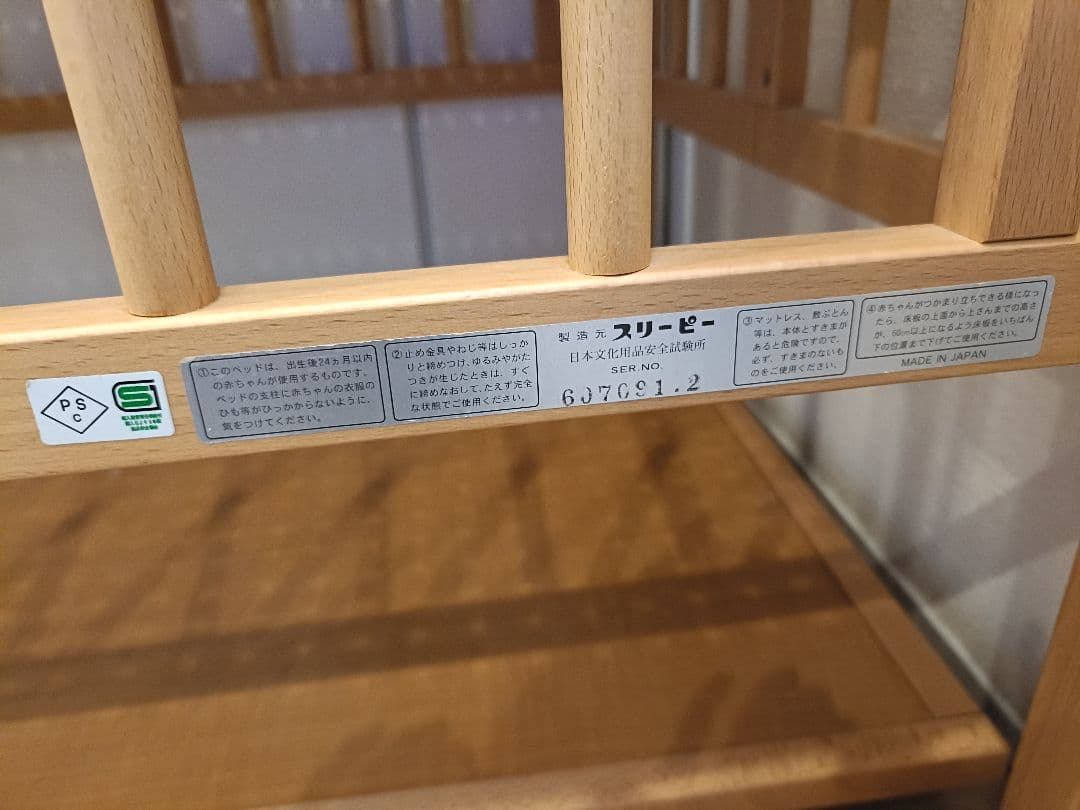 PS
C
①このベッドは、出生後24ヵ月以内
の赤ちゃんが使用するものです。
ベッドの支柱に赤ちゃんの衣服の
ひも等がひっかからないように、
気をつけてください。
②止め金具やねじ等はしっか
りと締めつけ、ゆるみやがた
つきが生じたときは、すぐ
に締めなおして、たえず完全
な状態でご使用ください。
製造元 スリーピー
日本文化用品安全試験所
SER.NO.
607091.2
③マットレス、敷ぶとん
等は、本体とすきまが
あると危険ですので、
必ず、すきまのないも
のをご使用ください。
④赤ちゃんがつかまり立ちできる様になっ
たら、床板の上面から上さんまでの高さ
が、60cm以上になるよう床板をいちばん
下の位置まで下げてご使用ください。
MADE IN JAPAN